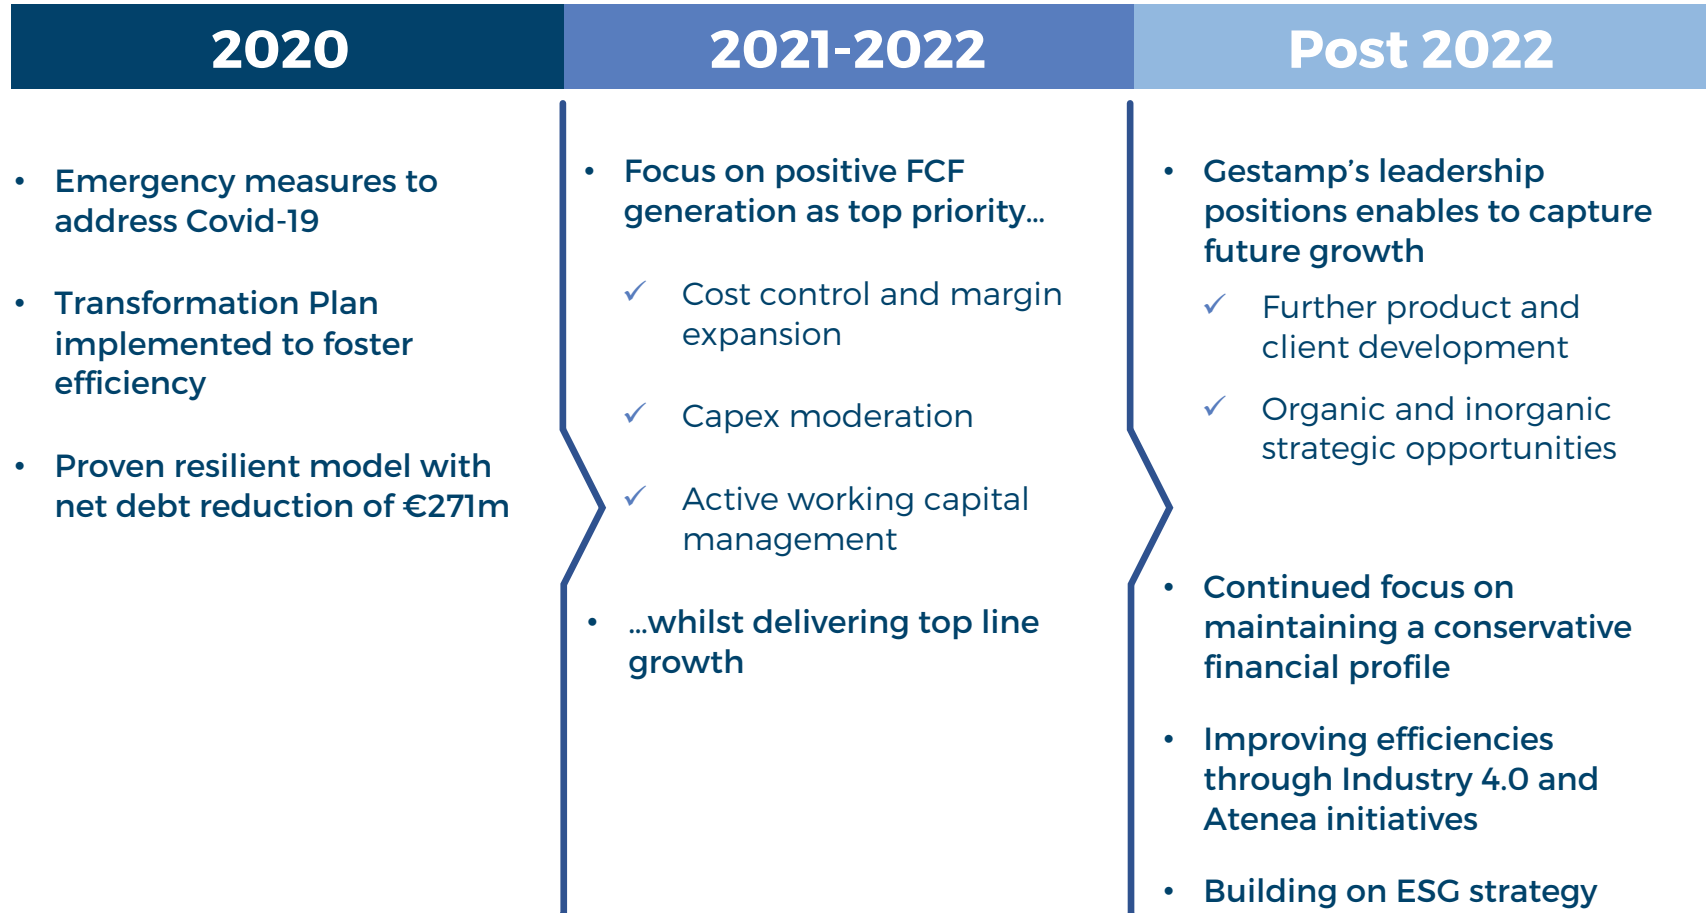 2020
2021-2022
Post 2022
• Emergency measures to
address Covid-19
• Transformation Plan
implemented to foster
efficiency
• Proven resilient model with
net debt reduction of €271m
• Focus on positive FCF
generation as top priority...
✓ Cost control and margin
expansion
✓ Capex moderation
✓ Active working capital
management
• ...whilst delivering top line
growth
• Gestamp’s leadership
positions enables to capture
future growth
✓ Further product and
client development
✓ Organic and inorganic
strategic opportunities
• Continued focus on
maintaining a conservative
financial profile
• Improving efficiencies
through Industry 4.0 and
Atenea initiatives
• Building on ESG strategy